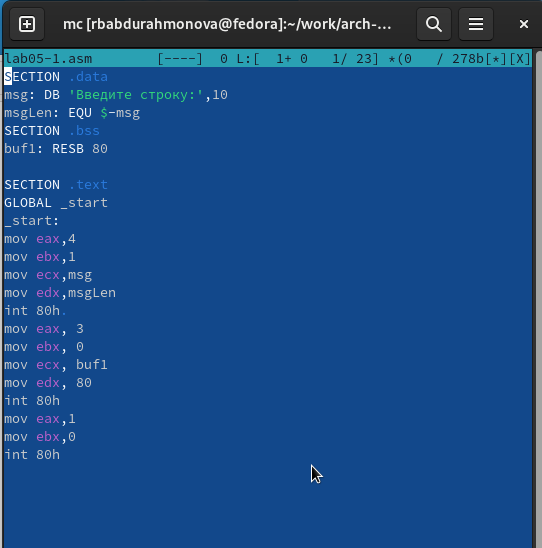 mc [rbabdurahmonova@fedora]:~/work/arch-...
lab05-1.asm [----] 0 L:[ 1+ 0 1/ 23] *(0 / 278b[*][X]
SECTION .data
msg: DB 'Введите строку:',10
msgLen: EQU $-msg
SECTION .bss
buf1: RESB 80

SECTION .text
GLOBAL _start
_start:
mov eax,4
mov ebx,1
mov ecx,msg
mov edx,msgLen
int 80h.
mov eax, 3
mov ebx, 0
mov ecx, buf1
mov edx, 80
int 80h
mov eax,1
mov ebx,0
int 80h